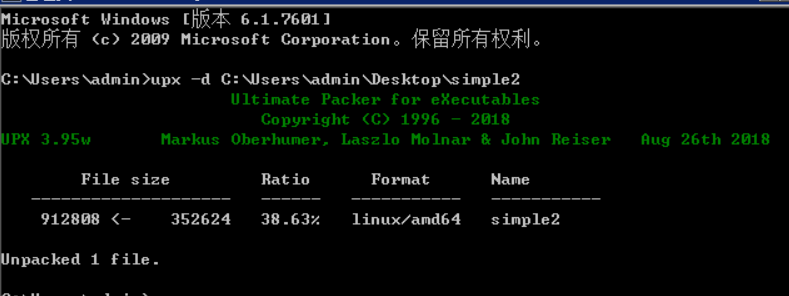 Microsoft Windows [版本 6.1.7601]
版权所有 (c) 2009 Microsoft Corporation。保留所有权利。
C:\Users\admin>upx -d C:\Users\admin\Desktop\simple2
Ultimate Packer for eXecutables
Copyright (C) 1996 - 2018
UPX 3.95w Markus Oberhumer, Laszlo Molnar & John Reiser Aug 26th 2018
File size Ratio Format Name
-------------------- ------ ----------- -----------
912808 <- 352624 38.63% linux/amd64 simple2
Unpacked 1 file.